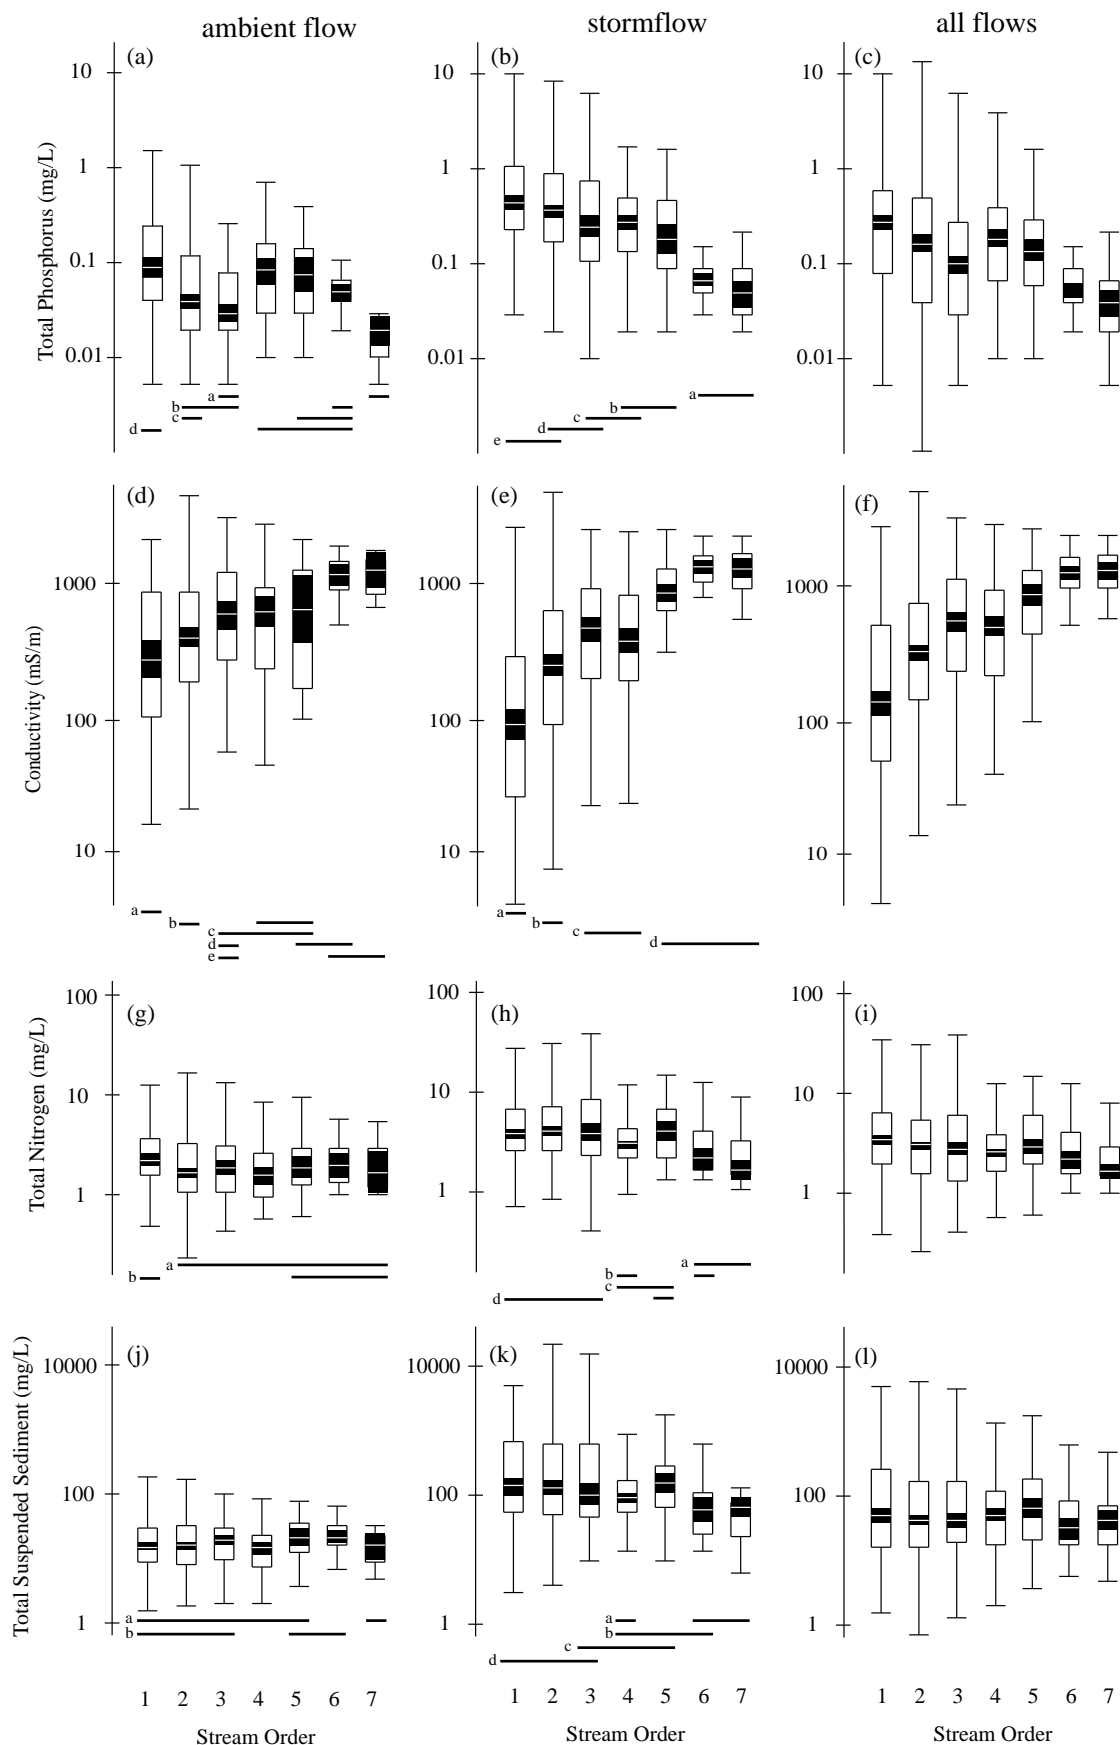 ambient flow
stormflow
all flows
(a)
(b)
(c)
Total Phosphorus (mg/L)
10
1
0.1
0.01
10
1
0.1
0.01
10
1
0.1
0.01
a
b
c
d
a
b
c
d
e
(d)
(e)
(f)
Conductivity (mS/m)
1000
100
10
1000
100
10
1000
100
10
a
b
c
d
e
a
b
c
d
(g)
(h)
(i)
Total Nitrogen (mg/L)
100
10
1
100
10
1
100
10
1
a
b
a
b
c
d
(j)
(k)
(l)
Total Suspended Sediment (mg/L)
10000
100
1
10000
100
1
10000
100
1
a
b
a
b
c
d
1 2 3 4 5 6 7
1 2 3 4 5 6 7
1 2 3 4 5 6 7
Stream Order
Stream Order
Stream Order